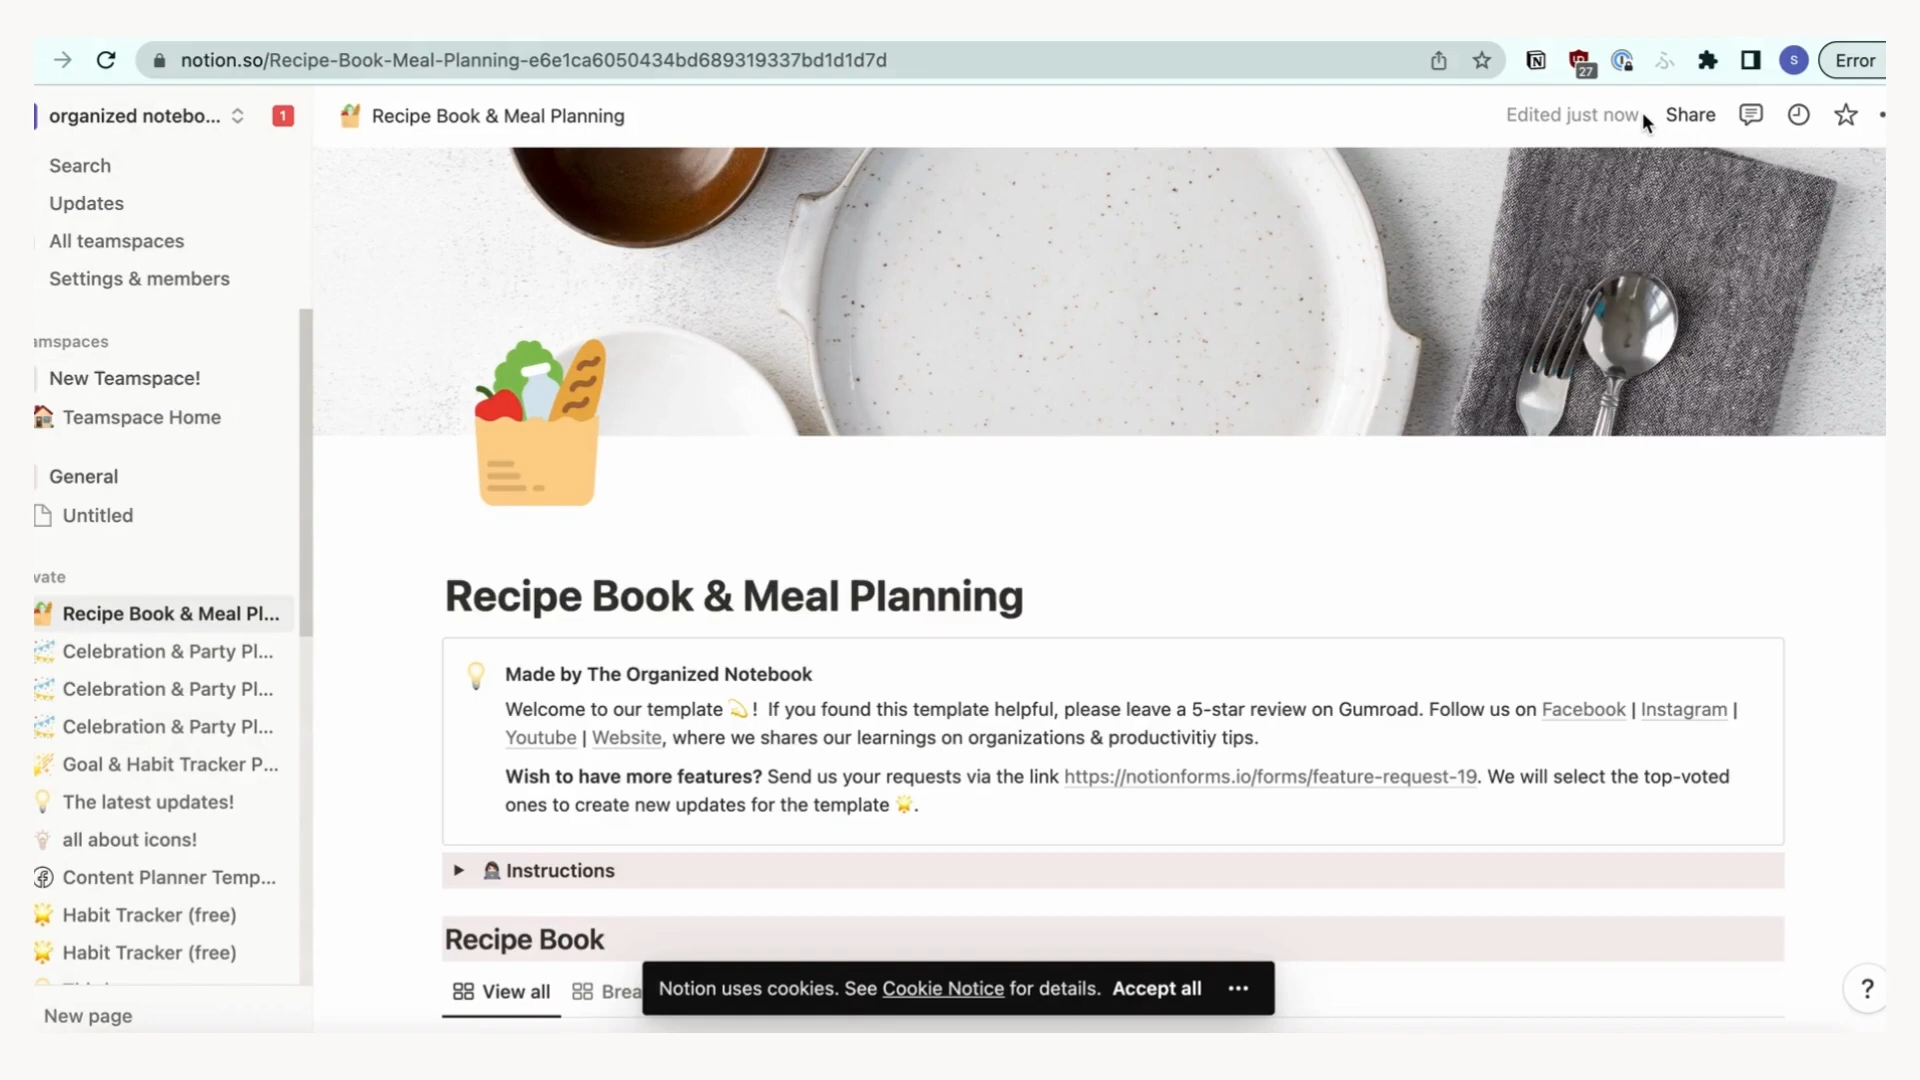 notion.so/Recipe-Book-Meal-Planning-e6e1ca6050434bd689319337bd1d1d7d
27
S
Error
organized notebo...
1
Recipe Book & Meal Planning
Edited just now
Share
Search
Updates
All teamspaces
Settings & members
amspaces
New Teamspace!
Teamspace Home
General
Untitled
vate
Recipe Book & Meal Pl...
Celebration & Party Pl...
Celebration & Party Pl...
Celebration & Party Pl...
Goal & Habit Tracker P...
The latest updates!
all about icons!
Content Planner Temp...
Habit Tracker (free)
Habit Tracker (free)
New page
Recipe Book & Meal Planning
Made by The Organized Notebook
Welcome to our template 💫 ! If you found this template helpful, please leave a 5-star review on Gumroad. Follow us on Facebook | Instagram |
Youtube | Website, where we shares our learnings on organizations & productivitiy tips.
Wish to have more features? Send us your requests via the link https://notionforms.io/forms/feature-request-19. We will select the top-voted
ones to create new updates for the template 🌟.
Instructions
Recipe Book
View all
Brea
Notion uses cookies. See Cookie Notice for details. Accept all
?